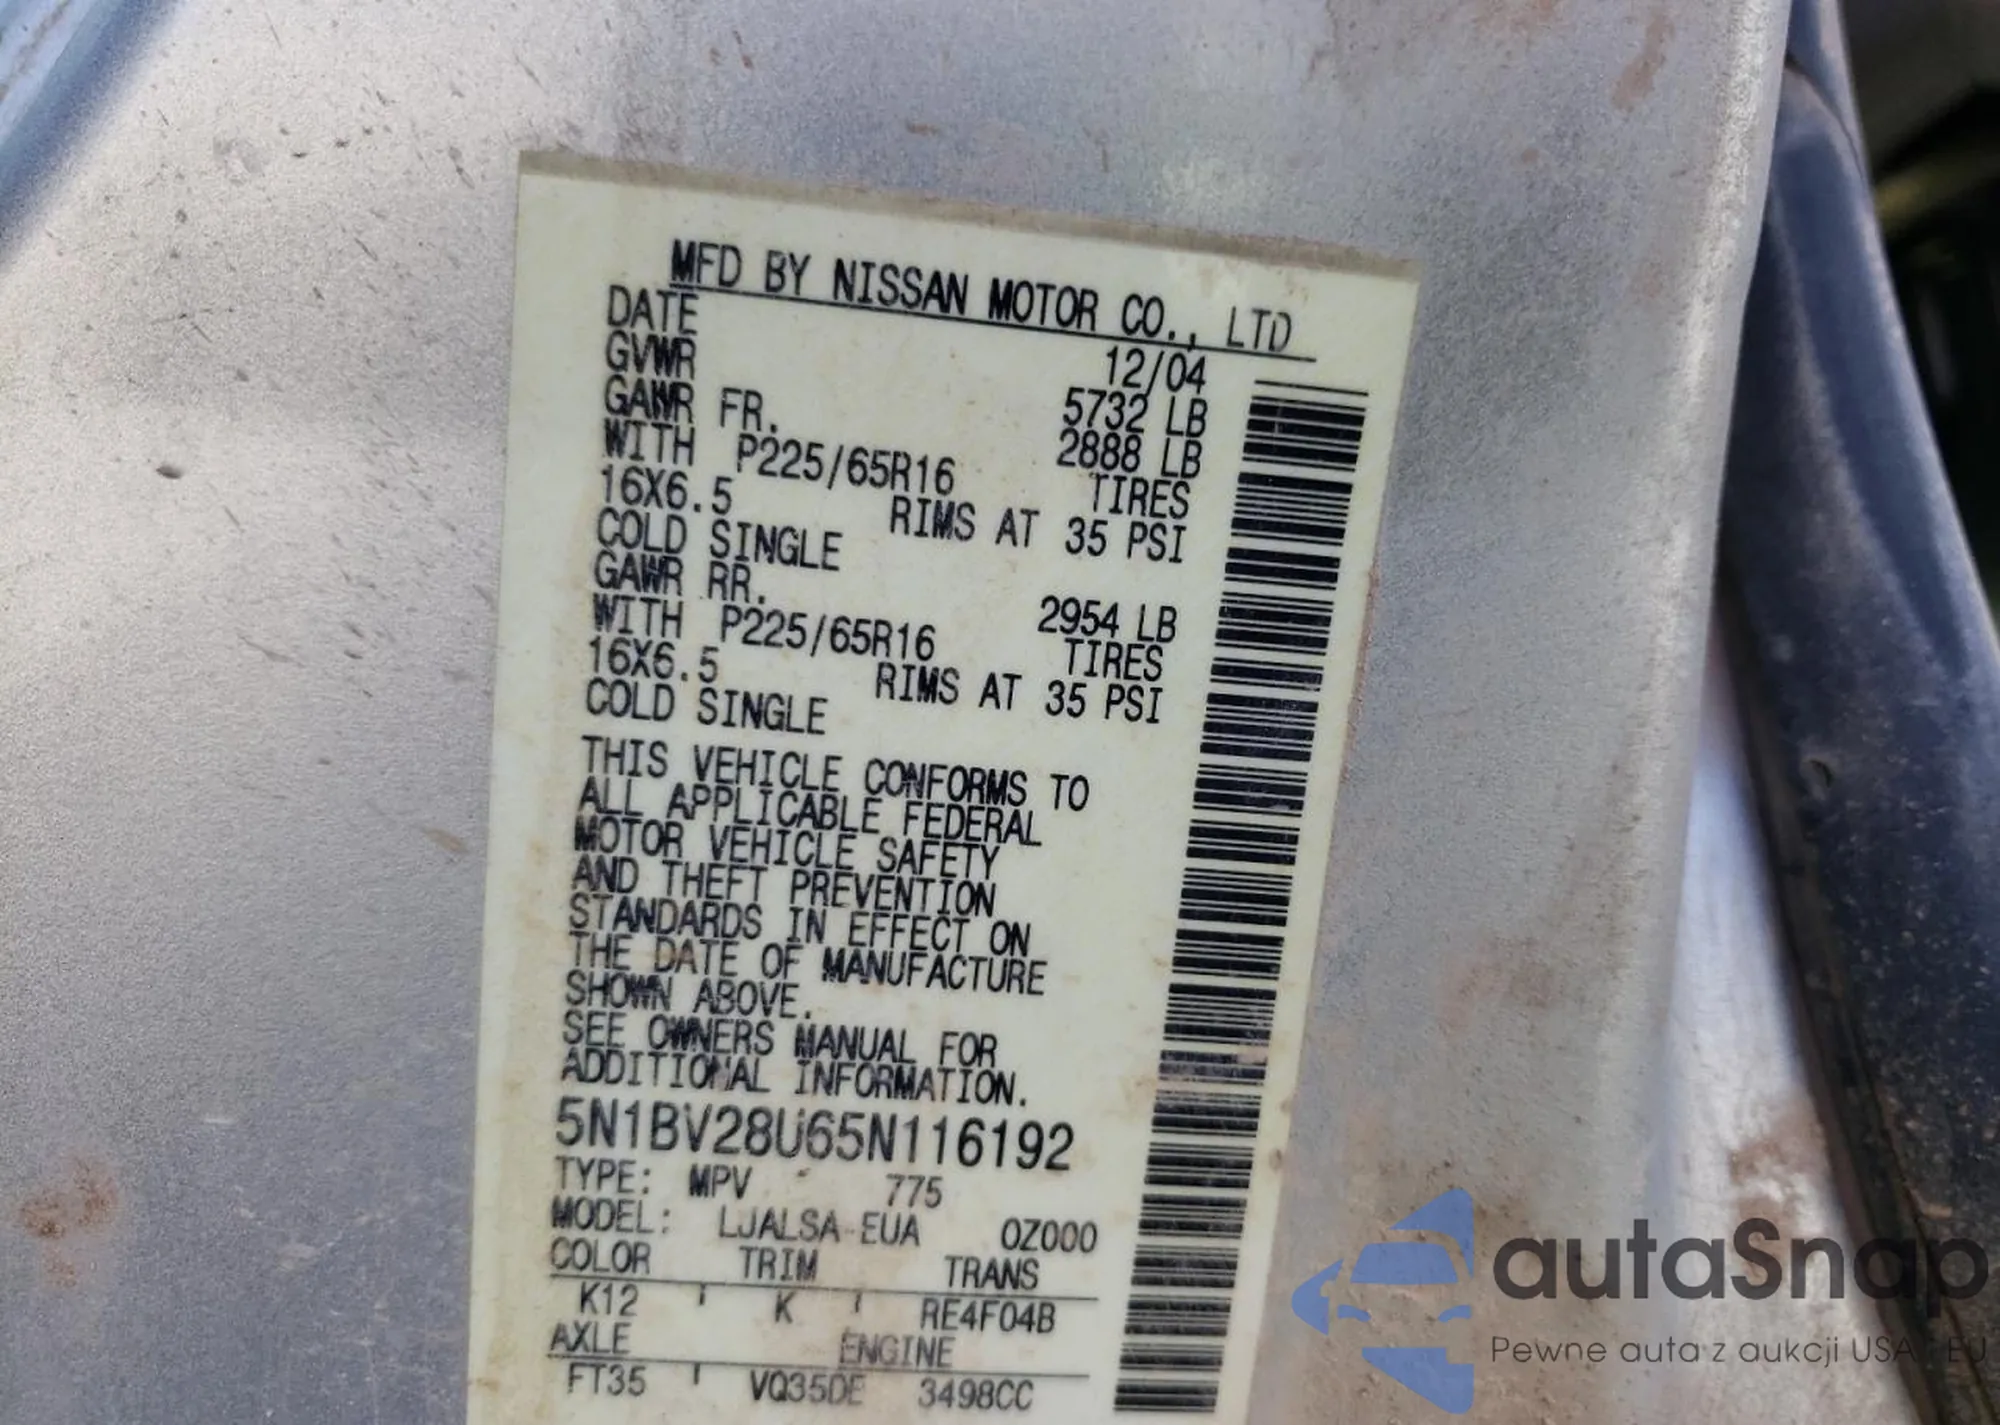 MFD BY NISSAN MOTOR CO., LTD
DATE 12/04
GVWR 5732 LB
GAWR FR. 2888 LB
WITH P225/65R16 TIRES
16X6.5 RIMS AT 35 PSI
COLD SINGLE
GAWR RR. 2954 LB
WITH P225/65R16 TIRES
16X6.5 RIMS AT 35 PSI
COLD SINGLE
THIS VEHICLE CONFORMS TO
ALL APPLICABLE FEDERAL
MOTOR VEHICLE SAFETY
AND THEFT PREVENTION
STANDARDS IN EFFECT ON
THE DATE OF MANUFACTURE
SHOWN ABOVE.
SEE OWNERS MANUAL FOR
ADDITIONAL INFORMATION.
5N1BV28U65N116192
TYPE: MPV 775
MODEL: LJALSA-EUA 0Z000
COLOR TRIM TRANS
K12 K RE4F04B
AXLE ENGINE
FT35 VQ35DE 3498CC
autaSnap
Pewne auta z aukcji USA EU